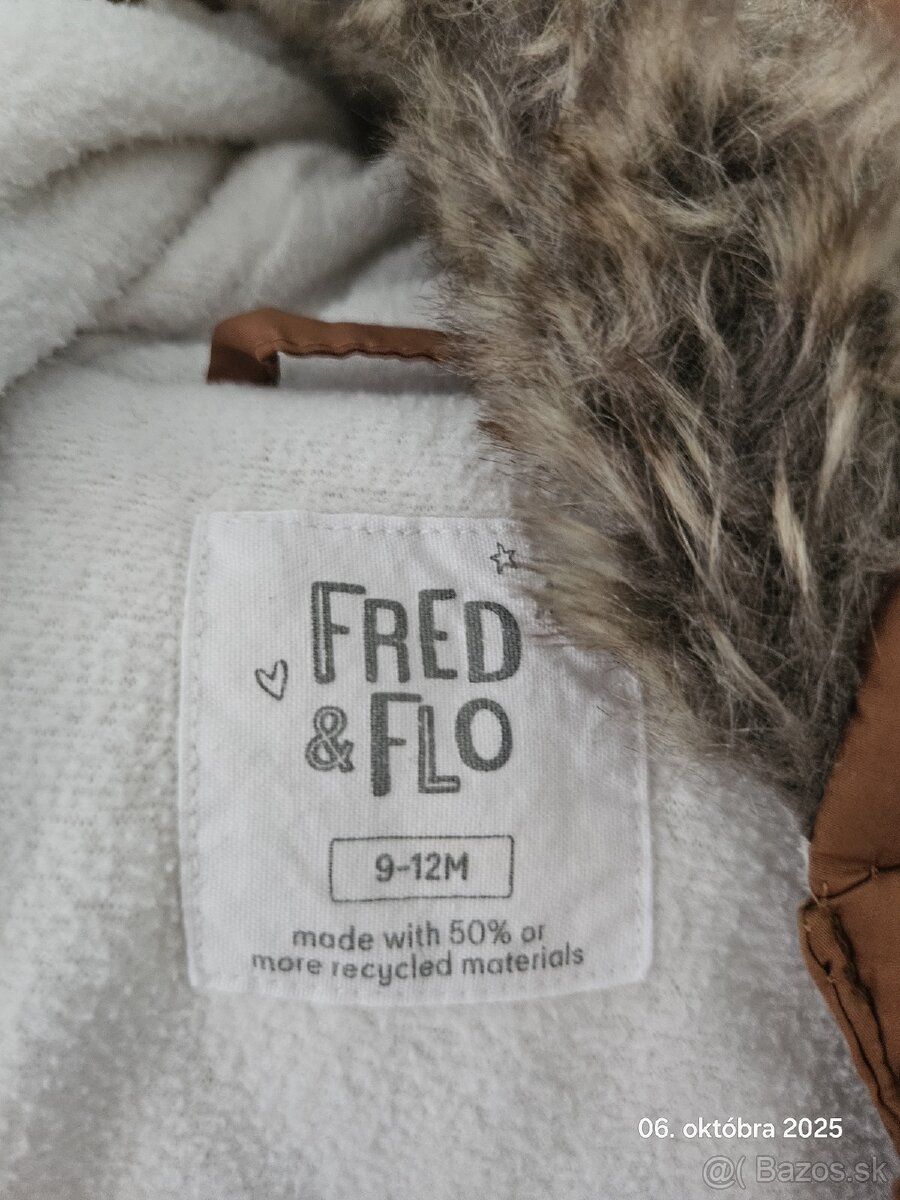 FRED
& FLO
9-12M
made with 50% or
more recycled materials
06. októbra 2025
@( Bazos.sk